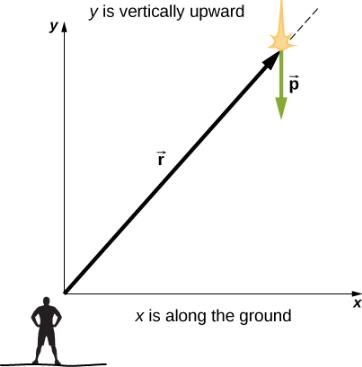 y is vertically upward
y
p
r
x
x is along the ground